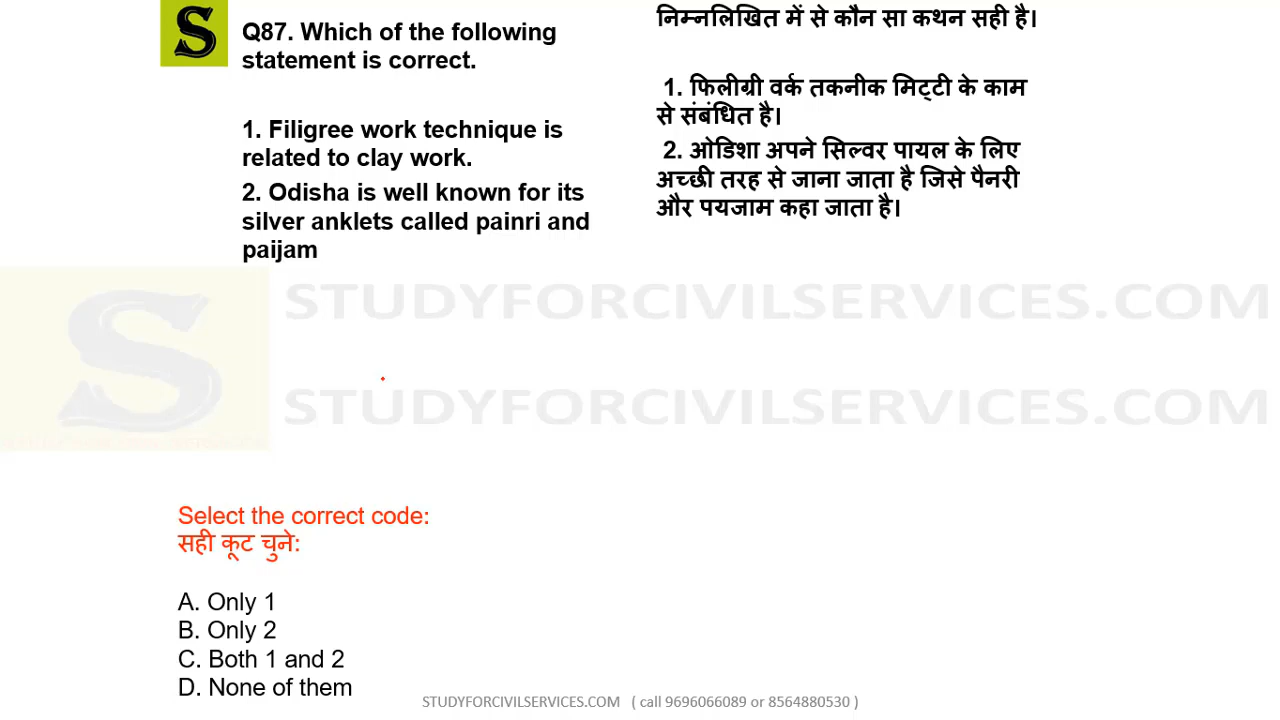 S
Q87. Which of the following
statement is correct.
1. Filigree work technique is
related to clay work.
2. Odisha is well known for its
silver anklets called painri and
paijam
निम्नलिखित में से कौन सा कथन सही है।
1. फिलीग्री वर्क तकनीक मिट्टी के काम
से संबंधित है।
2. ओडिशा अपने सिल्वर पायल के लिए
अच्छी तरह से जाना जाता है जिसे पैनरी
और पयजाम कहा जाता है।
S
STUDYFORCIVILSERVICES.COM
STUDYFORCIVILSERVICES.COM
Select the correct code:
सही कूट चुने:
A. Only 1
B. Only 2
C. Both 1 and 2
D. None of them
STUDYFORCIVILSERVICES.COM ( call 9696066089 or 8564880530 )